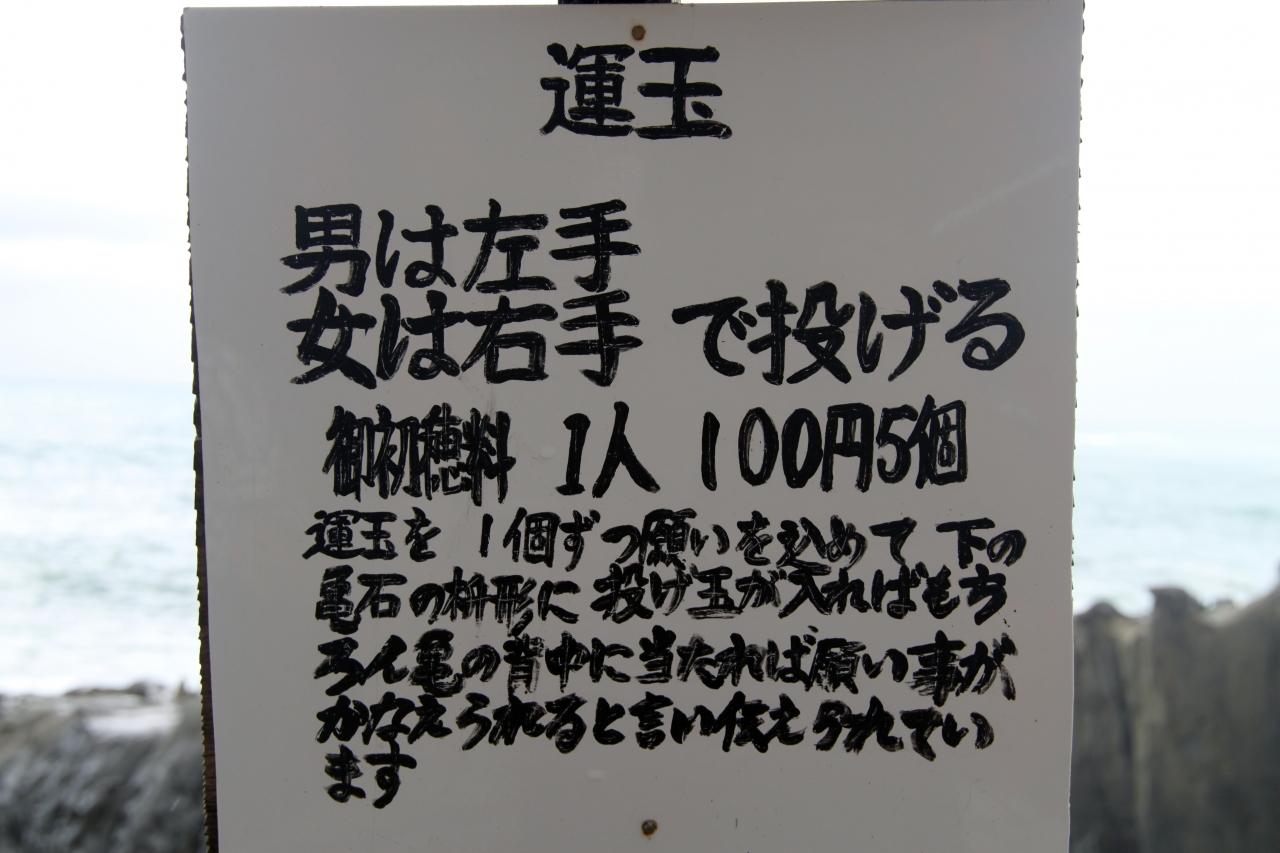 運玉
男は左手
女は右手 で投げる
御初穂料 1人 100円5個
運玉を 1個ずつ願いを込めて 下の
亀石の枡形に 投げ玉が入ればもち
ろん亀の背中に当たれば願い事が
かなえられると言い伝えられてい
ます